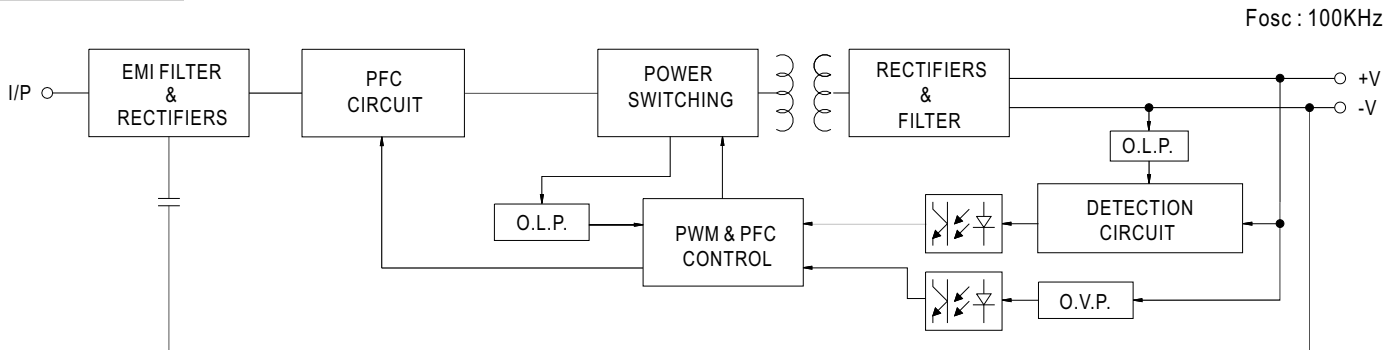 Fosc : 100KHz
I/P
EMI FILTER
&
RECTIFIERS
PFC
CIRCUIT
POWER
SWITCHING
RECTIFIERS
&
FILTER
+V
-V
O.L.P.
O.L.P.
PWM & PFC
CONTROL
DETECTION
CIRCUIT
O.V.P.